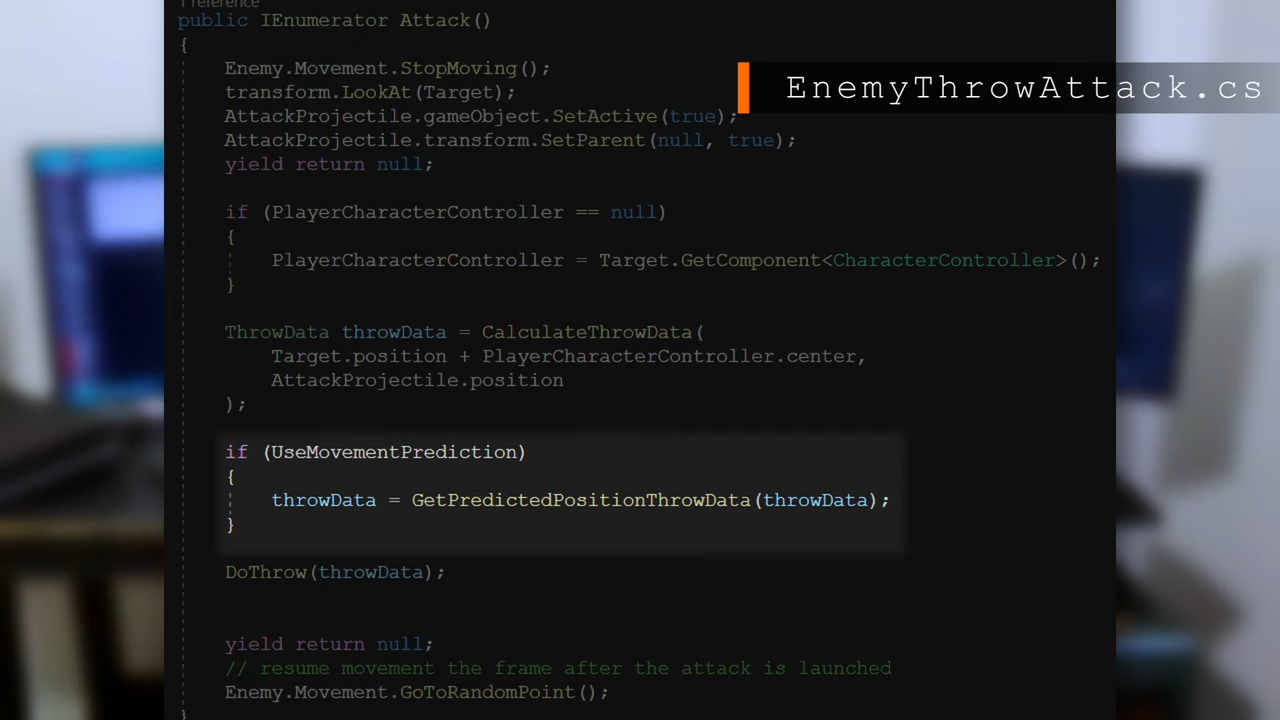 1 reference
public IEnumerator Attack()
{
Enemy.Movement.StopMoving();
transform.LookAt(Target);
EnemyThrowAttack.cs
AttackProjectile.gameObject.SetActive(true);
AttackProjectile.transform.SetParent(null, true);
yield return null;
if (PlayerCharacterController == null)
{
PlayerCharacterController = Target.GetComponent<CharacterController>();
}
ThrowData throwData = CalculateThrowData(
Target.position + PlayerCharacterController.center,
AttackProjectile.position
);
if (UseMovementPrediction)
{
throwData = GetPredictedPositionThrowData(throwData);
}
DoThrow(throwData);
yield return null;
// resume movement the frame after the attack is launched
Enemy.Movement.GoToRandomPoint();
}